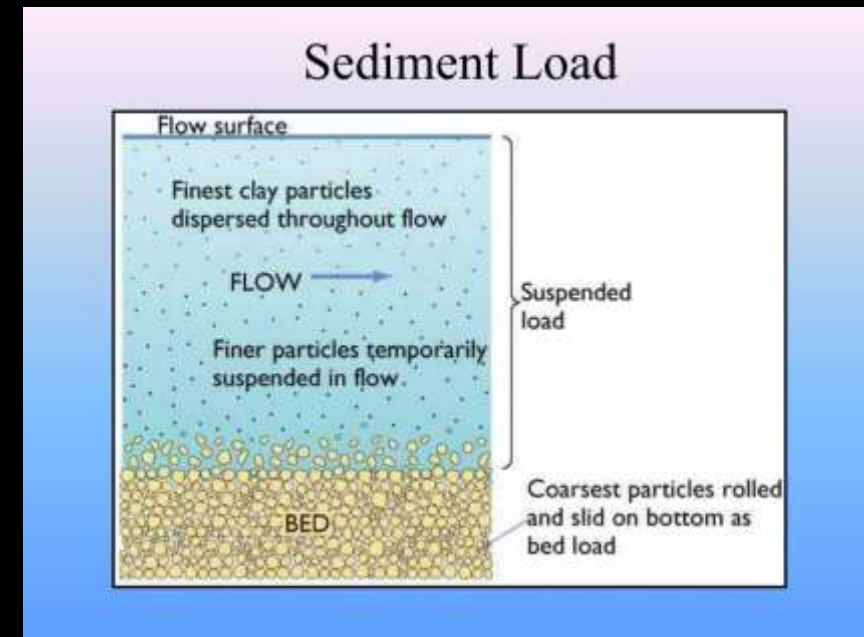 Sediment Load
Flow surface
Finest clay particles
dispersed throughout flow
FLOW
Suspended
load
Finer particles temporarily
suspended in flow.
Coarsest particles rolled
and slid on bottom as
bed load
BED